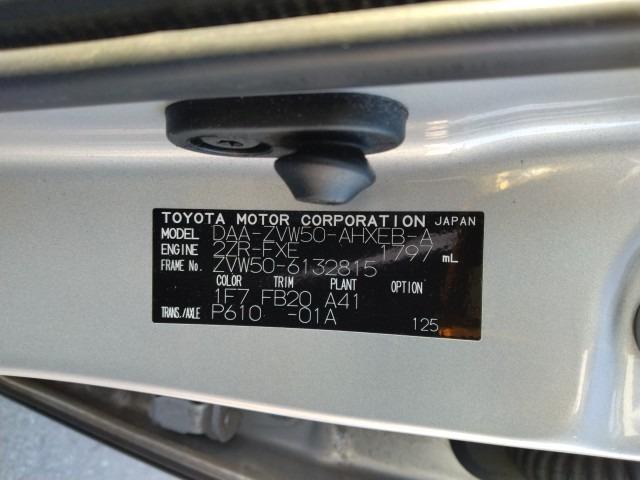 TOYOTA MOTOR CORPORATION JAPAN
MODEL DAA-ZVW50-AHXEB-A
ENGINE 2ZR-FXE 1797 mL
FRAME NO. ZVW50-6132815
COLOR TRIM PLANT OPTION
1F7 FB20 A41
TRANS./AXLE P610 -01A 125